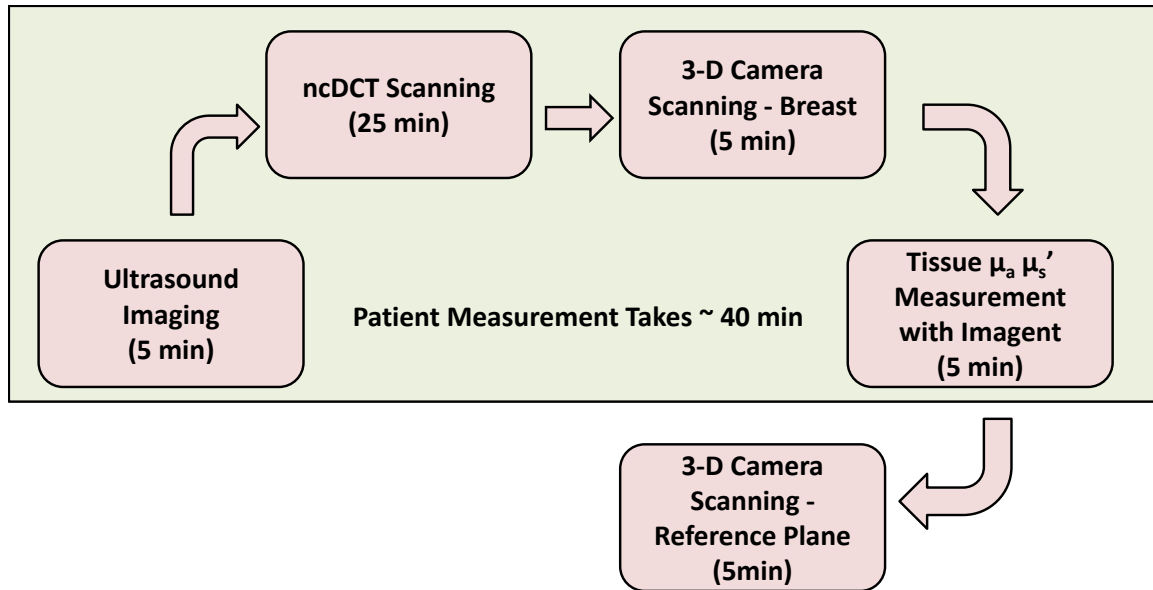 Ultrasound
Imaging
(5 min)
ncDCT Scanning
(25 min)
3-D Camera
Scanning - Breast
(5 min)
Tissue μₐ μₛ’
Measurement
with Imagent
(5 min)
Patient Measurement Takes ~ 40 min
3-D Camera
Scanning -
Reference Plane
(5min)